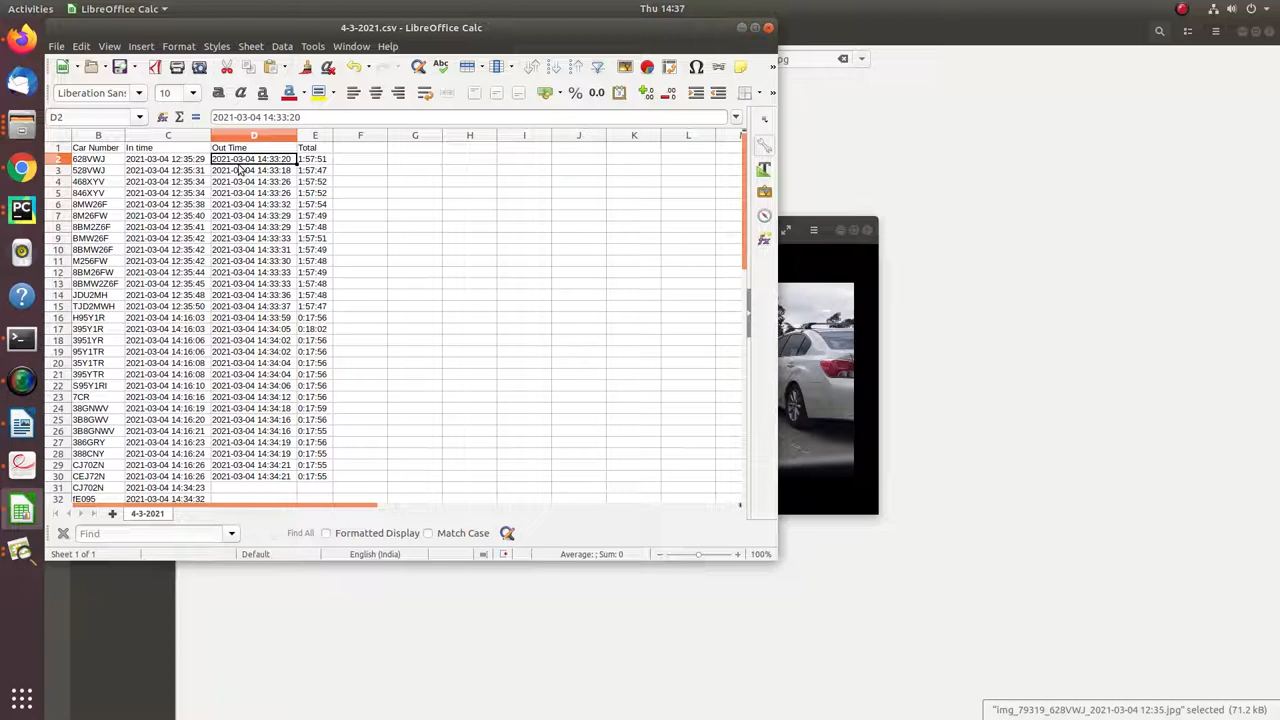 Activities LibreOffice Calc Thu 14:37
4-3-2021.csv - LibreOffice Calc
File Edit View Insert Format Styles Sheet Data Tools Window Help
Liberation Sans 10
D2 2021-03-04 14:33:20
B C D E F G H I J K L
1 Car Number In time Out Time Total
2 628VWJ 2021-03-04 12:35:29 2021-03-04 14:33:20 1:57:51
3 528VWJ 2021-03-04 12:35:31 2021-03-04 14:33:18 1:57:47
4 468XYV 2021-03-04 12:35:34 2021-03-04 14:33:26 1:57:52
5 846XYV 2021-03-04 12:35:34 2021-03-04 14:33:26 1:57:52
6 8MW26F 2021-03-04 12:35:38 2021-03-04 14:33:32 1:57:54
7 8M26FW 2021-03-04 12:35:40 2021-03-04 14:33:29 1:57:49
8 8BM2Z6F 2021-03-04 12:35:41 2021-03-04 14:33:29 1:57:48
9 BMW26F 2021-03-04 12:35:42 2021-03-04 14:33:33 1:57:51
10 8BMW26F 2021-03-04 12:35:42 2021-03-04 14:33:31 1:57:49
11 M256FW 2021-03-04 12:35:42 2021-03-04 14:33:30 1:57:48
12 8BM26FW 2021-03-04 12:35:44 2021-03-04 14:33:33 1:57:49
13 8BMW2Z6F 2021-03-04 12:35:45 2021-03-04 14:33:33 1:57:48
14 JDU2MH 2021-03-04 12:35:48 2021-03-04 14:33:36 1:57:48
15 TJD2MWH 2021-03-04 12:35:50 2021-03-04 14:33:37 1:57:47
16 H95Y1R 2021-03-04 14:16:03 2021-03-04 14:33:59 0:17:56
17 395Y1R 2021-03-04 14:16:03 2021-03-04 14:34:05 0:18:02
18 3951YR 2021-03-04 14:16:06 2021-03-04 14:34:02 0:17:56
19 95Y1TR 2021-03-04 14:16:06 2021-03-04 14:34:02 0:17:56
20 35Y1TR 2021-03-04 14:16:08 2021-03-04 14:34:04 0:17:56
21 395YTR 2021-03-04 14:16:08 2021-03-04 14:34:04 0:17:56
22 S95Y1RI 2021-03-04 14:16:10 2021-03-04 14:34:06 0:17:56
23 7CR 2021-03-04 14:16:16 2021-03-04 14:34:12 0:17:56
24 38GNWV 2021-03-04 14:16:19 2021-03-04 14:34:18 0:17:59
25 3B8GWV 2021-03-04 14:16:20 2021-03-04 14:34:16 0:17:56
26 3B8GNWV 2021-03-04 14:16:21 2021-03-04 14:34:16 0:17:55
27 386GRY 2021-03-04 14:16:23 2021-03-04 14:34:19 0:17:56
28 388CNY 2021-03-04 14:16:24 2021-03-04 14:34:19 0:17:55
29 CJ70ZN 2021-03-04 14:16:26 2021-03-04 14:34:21 0:17:55
30 CEJ72N 2021-03-04 14:16:26 2021-03-04 14:34:21 0:17:55
31 CJ702N 2021-03-04 14:34:23
32 fE095 2021-03-04 14:34:32
4-3-2021
Find Find All Formatted Display Match Case
Sheet 1 of 1 Default English (India) Average: ; Sum: 0 100%
"img_79319_628VWJ_2021-03-04 12:35.jpg" selected (71.2 kB)